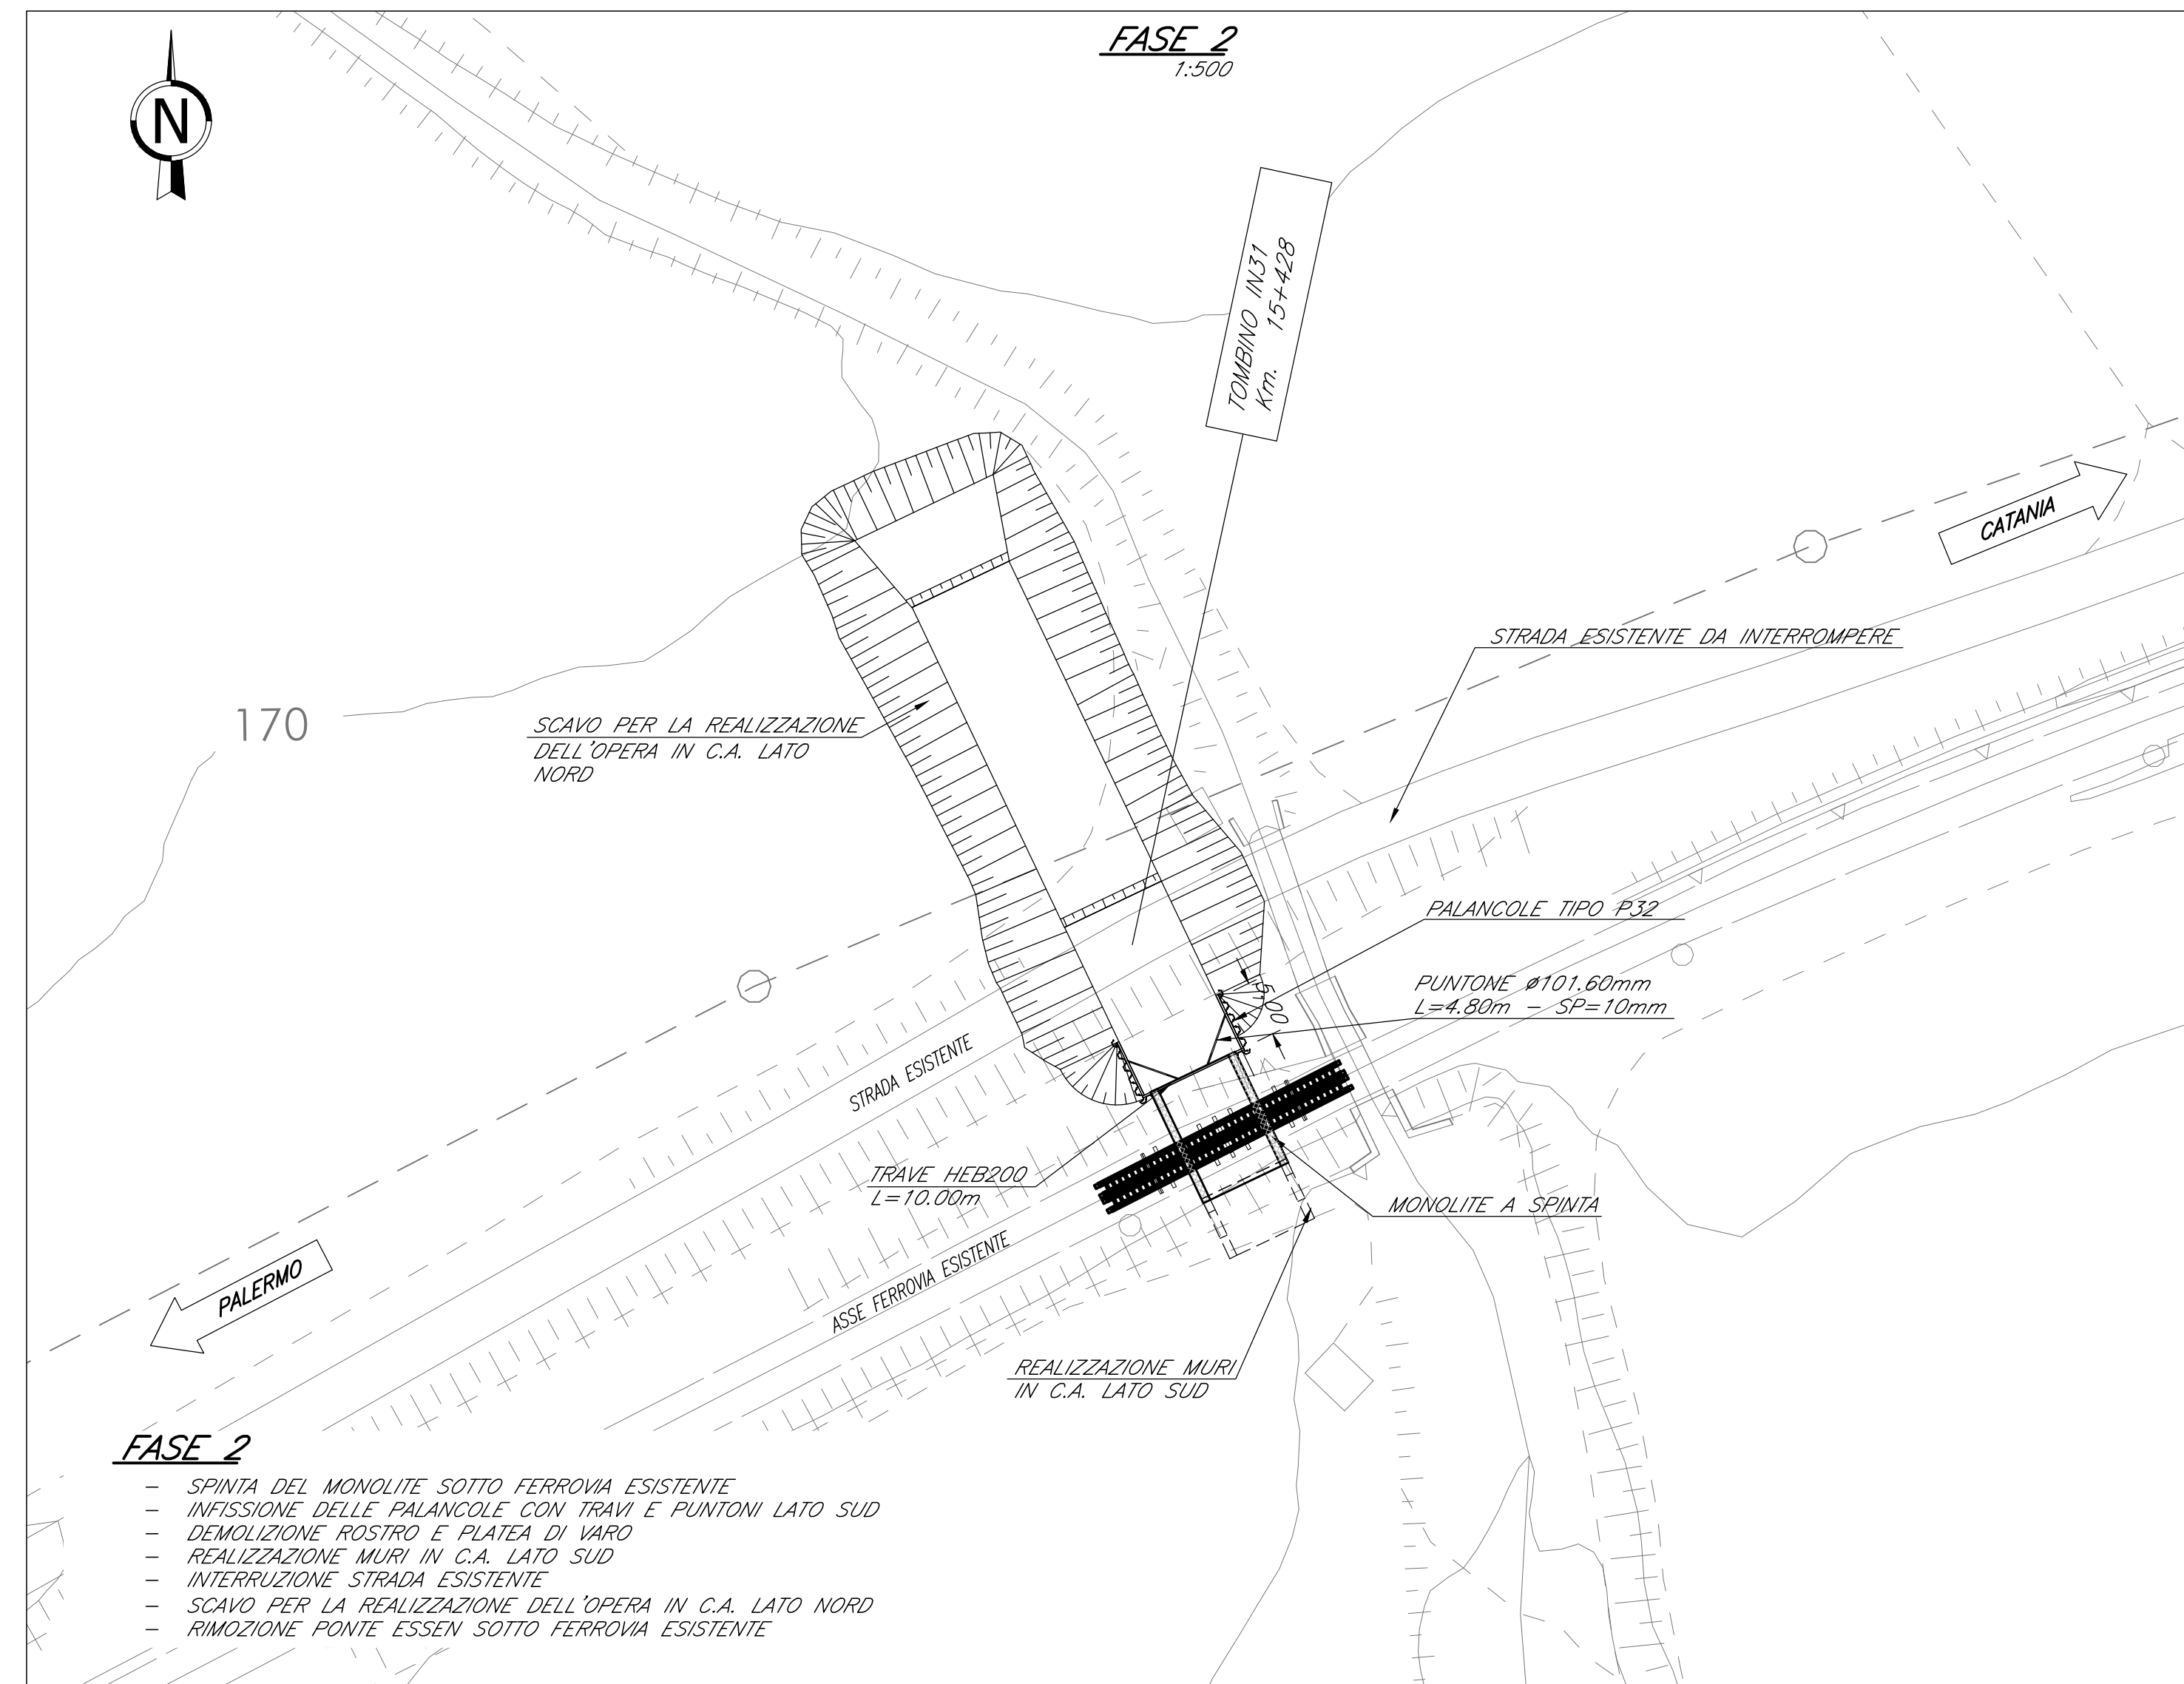 FASE 2
1:500
N
TOMBINO IN31
Km. 15+428
CATANIA
STRADA ESISTENTE DA INTERROMPERE
170
SCAVO PER LA REALIZZAZIONE
DELL'OPERA IN C.A. LATO
NORD
PALANCOLE TIPO P32
PUNTONE ø101.60mm
L=4.80m - SP=10mm
5,00
STRADA ESISTENTE
TRAVE HEB200
L=10.00m
MONOLITE A SPINTA
ASSE FERROVIA ESISTENTE
PALERMO
REALIZZAZIONE MURI
IN C.A. LATO SUD
FASE 2
- SPINTA DEL MONOLITE SOTTO FERROVIA ESISTENTE
- INFISSIONE DELLE PALANCOLE CON TRAVI E PUNTONI LATO SUD
- DEMOLIZIONE ROSTRO E PLATEA DI VARO
- REALIZZAZIONE MURI IN C.A. LATO SUD
- INTERRUZIONE STRADA ESISTENTE
- SCAVO PER LA REALIZZAZIONE DELL'OPERA IN C.A. LATO NORD
- RIMOZIONE PONTE ESSEN SOTTO FERROVIA ESISTENTE